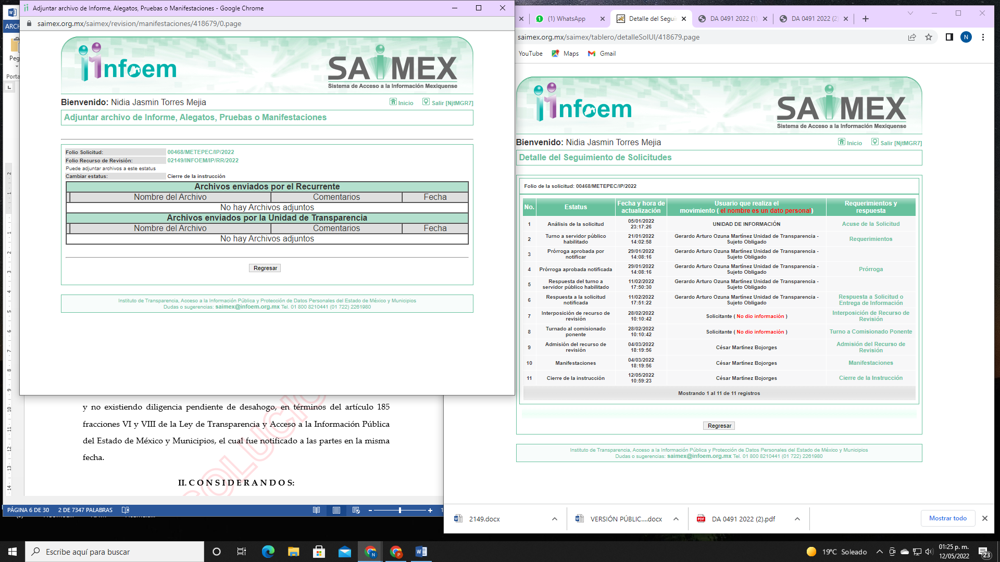 Adjuntar archivo de Informe, Alegatos, Pruebas o Manifestaciones - Google Chrome
saimex.org.mx/saimex/revision/manifestaciones/418679/0.page
infoem
SAIMEX
Sistema de Acceso a la Información Mexiquense
Bienvenido: Nidia Jasmin Torres Mejia
Inicio
Salir [NjtMGR7]
Adjuntar archivo de Informe, Alegatos, Pruebas o Manifestaciones
Folio Solicitud: 00468/METEPEC/IP/2022
Folio Recurso de Revisión: 02149/INFOEM/IP/RR/2022
Puede adjuntar archivos a este estatus
Cambiar estatus: Cierre de la instrucción
Archivos enviados por el Recurrente
Nombre del Archivo Comentarios Fecha
No hay Archivos adjuntos
Archivos enviados por la Unidad de Transparencia
Nombre del Archivo Comentarios Fecha
No hay Archivos adjuntos
Regresar
Instituto de Transparencia, Acceso a la Información Pública y Protección de Datos Personales del Estado de México y Municipios
Dudas o sugerencias: saimex@infoem.org.mx Tel. 01 800 8210441 (01 722) 2261980
ARCH
Peg
Porta
y no existiendo diligencia pendiente de desahogo, en términos del artículo 185
fracciones VI y VIII de la Ley de Transparencia y Acceso a la Información Pública
del Estado de México y Municipios, el cual fue notificado a las partes en la misma
fecha.
II. C O N S I D E R A N D O S:
PÁGINA 6 DE 30 2 DE 7347 PALABRAS
(1) WhatsApp
Detalle del Segui
DA 0491 2022 (1)
DA 0491 2022 (2)
saimex.org.mx/saimex/tablero/detalleSolUI/418679.page
N
YouTube Maps Gmail
infoem
SAIMEX
Sistema de Acceso a la Información Mexiquense
Bienvenido: Nidia Jasmin Torres Mejia
Inicio
Salir [NjtMGR7]
Detalle del Seguimiento de Solicitudes
Folio de la solicitud: 00468/METEPEC/IP/2022
No. Estatus Fecha y hora de actualización Usuario que realiza el movimiento ( el nombre es un dato personal) Requerimientos y respuesta
1 Análisis de la solicitud 05/01/2022 23:17:26 UNIDAD DE INFORMACIÓN Acuse de la Solicitud
2 Turno a servidor público habilitado 21/01/2022 14:02:58 Gerardo Arturo Ozuna Martínez Unidad de Transparencia - Sujeto Obligado Requerimientos
3 Prórroga aprobada por notificar 29/01/2022 14:08:16 Gerardo Arturo Ozuna Martínez Unidad de Transparencia - Sujeto Obligado
4 Prórroga aprobada notificada 29/01/2022 14:08:16 Gerardo Arturo Ozuna Martínez Unidad de Transparencia - Sujeto Obligado Prórroga
5 Respuesta del turno a servidor público habilitado 11/02/2022 17:50:30 Gerardo Arturo Ozuna Martínez Unidad de Transparencia - Sujeto Obligado
6 Respuesta a la solicitud notificada 11/02/2022 17:51:22 Gerardo Arturo Ozuna Martínez Unidad de Transparencia - Sujeto Obligado Respuesta a Solicitud o Entrega de Información
7 Interposición de recurso de revisión 28/02/2022 10:10:42 Solicitante ( No dio información ) Interposición de Recurso de Revisión
8 Turnado al comisionado ponente 28/02/2022 10:10:42 Solicitante ( No dio información ) Turno a Comisionado Ponente
9 Admisión del recurso de revisión 04/03/2022 18:19:56 César Martínez Bojorges Admisión del Recurso de Revisión
10 Manifestaciones 04/03/2022 18:19:56 César Martínez Bojorges Manifestaciones
11 Cierre de la instrucción 12/05/2022 10:59:23 César Martínez Bojorges Cierre de la Instrucción
Mostrando 1 al 11 de 11 registros
Regresar
Instituto de Transparencia, Acceso a la Información Pública y Protección de Datos Personales del Estado de México y Municipios
Dudas o sugerencias: saimex@infoem.org.mx Tel. 01 800 8210441 (01 722) 2261980
2149.docx
VERSIÓN PÚBLIC....docx
DA 0491 2022 (2).pdf
Mostrar todo
Escribe aquí para buscar
19°C Soleado
01:25 p. m.
12/05/2022
23